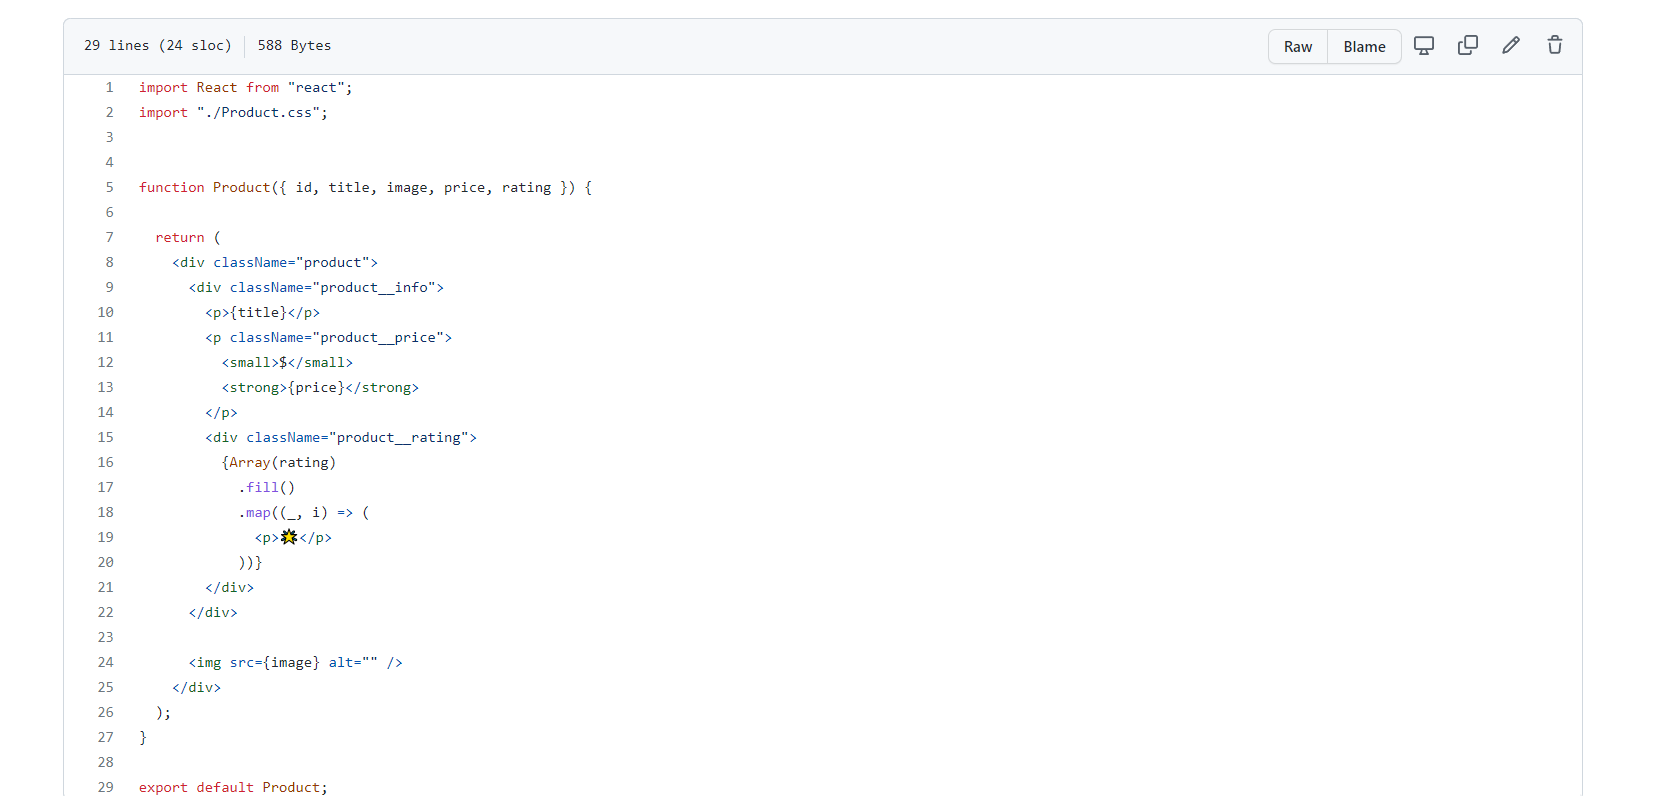 29 lines (24 sloc) 588 Bytes Raw Blame
1 import React from "react";
2 import "./Product.css";
3
4
5 function Product({ id, title, image, price, rating }) {
6
7   return (
8     <div className="product">
9       <div className="product__info">
10         <p>{title}</p>
11         <p className="product__price">
12           <small>$</small>
13           <strong>{price}</strong>
14         </p>
15         <div className="product__rating">
16           {Array(rating)
17             .fill()
18             .map((_, i) => (
19               <p>🌟</p>
20             ))}
21         </div>
22       </div>
23
24       <img src={image} alt="" />
25     </div>
26   );
27 }
28
29 export default Product;